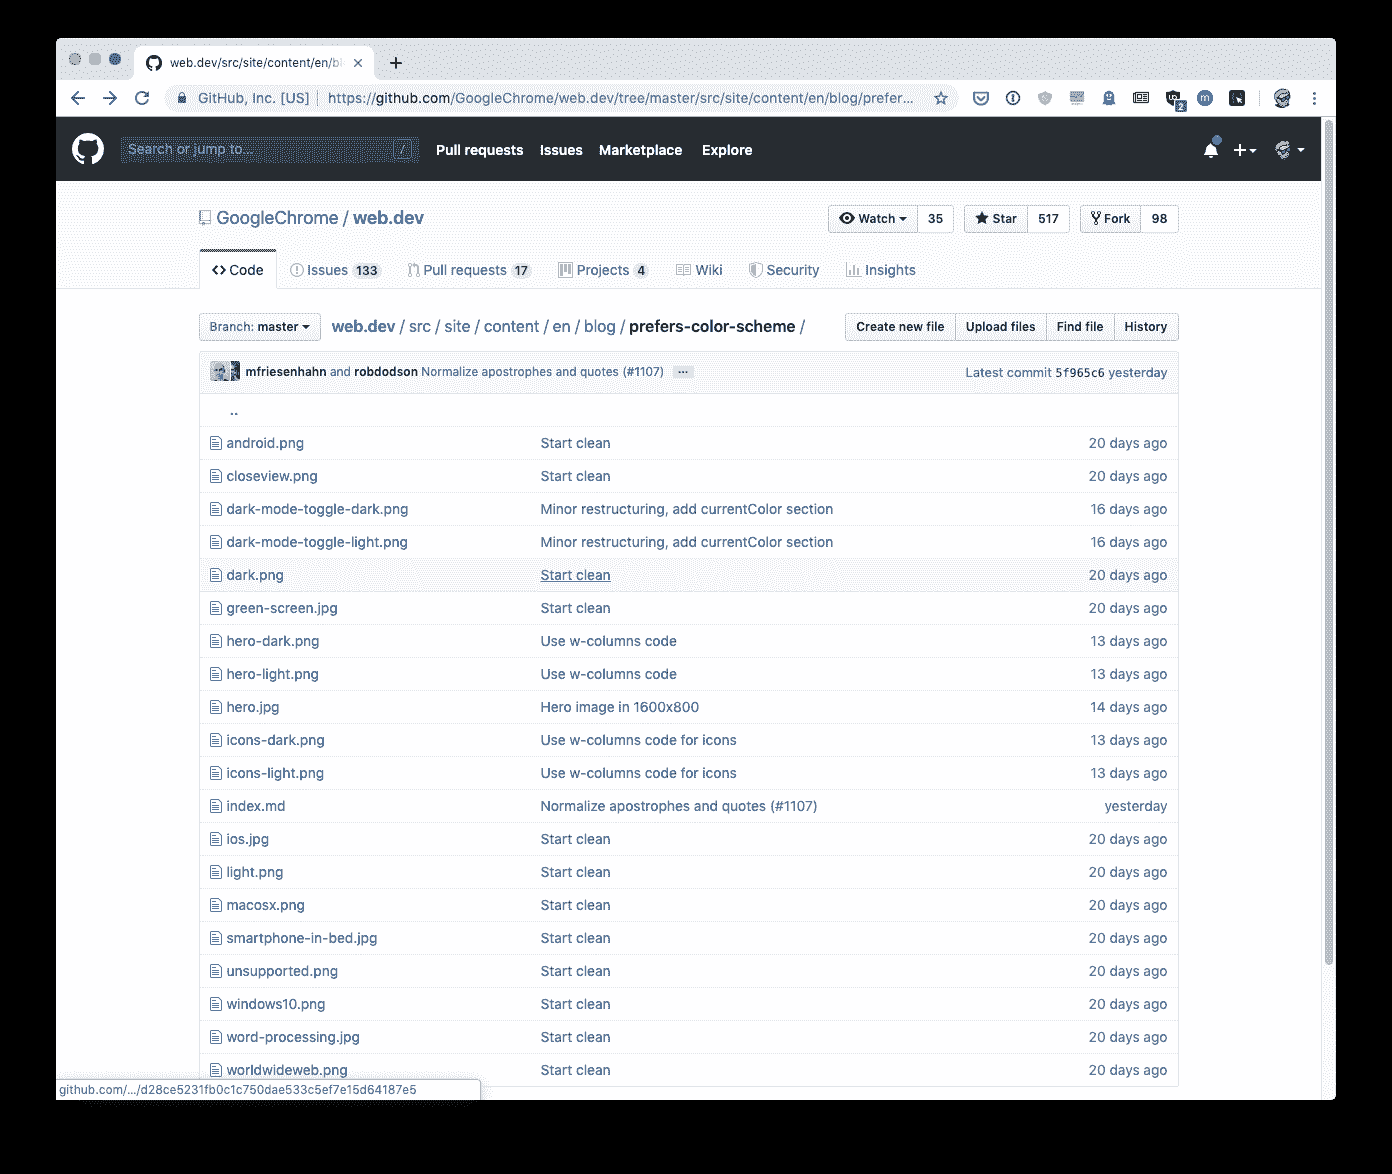 web.dev/src/site/content/en/bl
GitHub, Inc. [US] https://github.com/GoogleChrome/web.dev/tree/master/src/site/content/en/blog/prefer... 2 m
Search or jump to... / Pull requests Issues Marketplace Explore
GoogleChrome / web.dev Watch 35 Star 517 Fork 98
Code Issues 133 Pull requests 17 Projects 4 Wiki Security Insights
Branch: master web.dev / src / site / content / en / blog / prefers-color-scheme / Create new file Upload files Find file History
mfriesenhahn and robdodson Normalize apostrophes and quotes (#1107) ... Latest commit 5f965c6 yesterday
..
android.png Start clean 20 days ago
closeview.png Start clean 20 days ago
dark-mode-toggle-dark.png Minor restructuring, add currentColor section 16 days ago
dark-mode-toggle-light.png Minor restructuring, add currentColor section 16 days ago
dark.png Start clean 20 days ago
green-screen.jpg Start clean 20 days ago
hero-dark.png Use w-columns code 13 days ago
hero-light.png Use w-columns code 13 days ago
hero.jpg Hero image in 1600x800 14 days ago
icons-dark.png Use w-columns code for icons 13 days ago
icons-light.png Use w-columns code for icons 13 days ago
index.md Normalize apostrophes and quotes (#1107) yesterday
ios.jpg Start clean 20 days ago
light.png Start clean 20 days ago
macosx.png Start clean 20 days ago
smartphone-in-bed.jpg Start clean 20 days ago
unsupported.png Start clean 20 days ago
windows10.png Start clean 20 days ago
word-processing.jpg Start clean 20 days ago
worldwideweb.png Start clean 20 days ago
github.com/.../d28ce5231fb0c1c750dae533c5ef7e15d64187e5